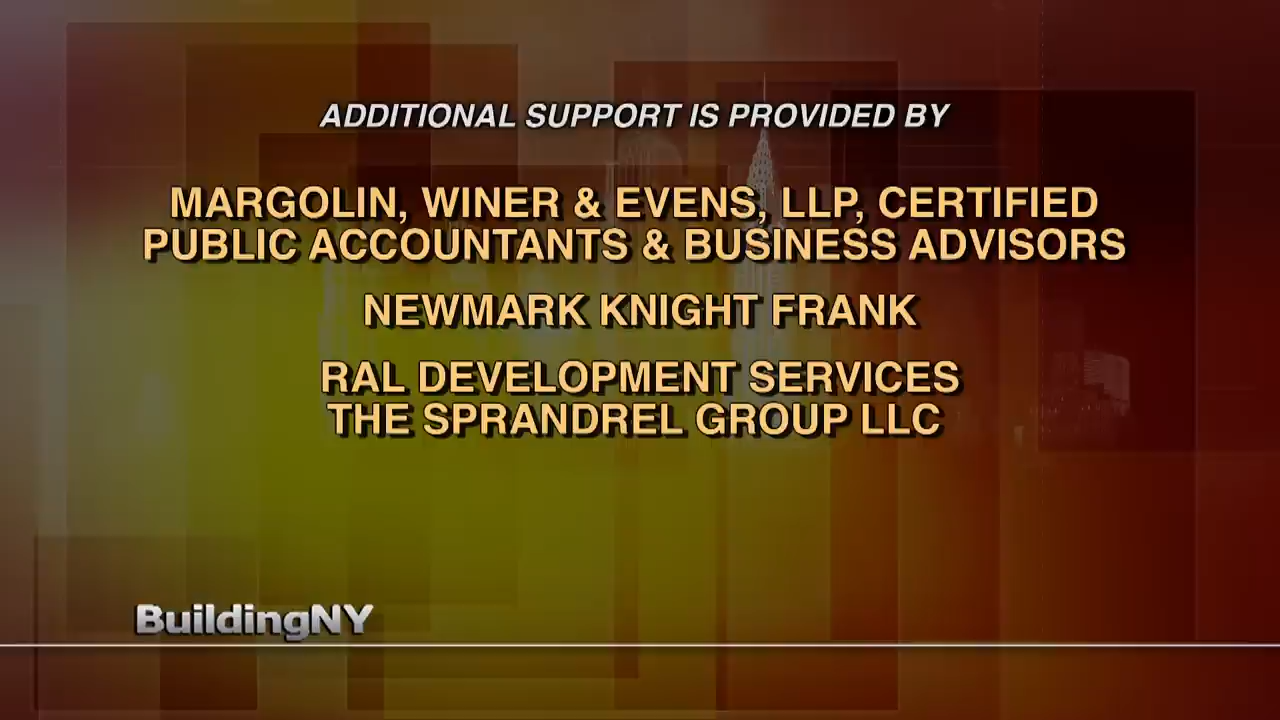 ADDITIONAL SUPPORT IS PROVIDED BY
MARGOLIN, WINER & EVENS, LLP, CERTIFIED
PUBLIC ACCOUNTANTS & BUSINESS ADVISORS
NEWMARK KNIGHT FRANK
RAL DEVELOPMENT SERVICES
THE SPRANDREL GROUP LLC
BuildingNY